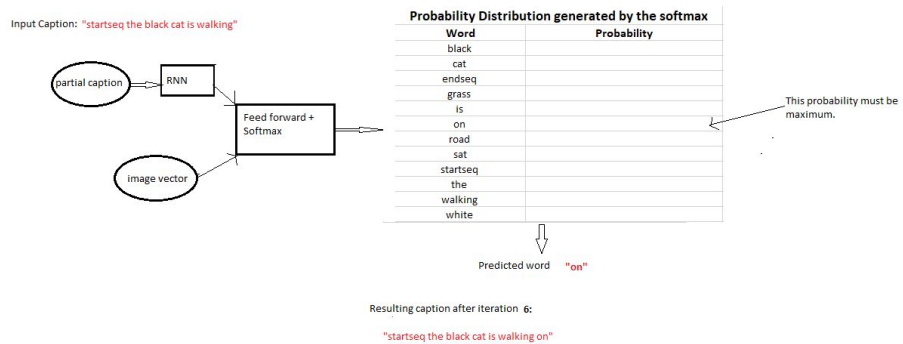 Input Caption: "startseq the black cat is walking"
partial caption
RNN
Feed forward +
Softmax
image vector
Probability Distribution generated by the softmax
Word Probability
black
cat
endseq
grass
is
on
road
sat
startseq
the
walking
white
This probability must be
maximum.
Predicted word "on"
Resulting caption after iteration 6:
"startseq the black cat is walking on"